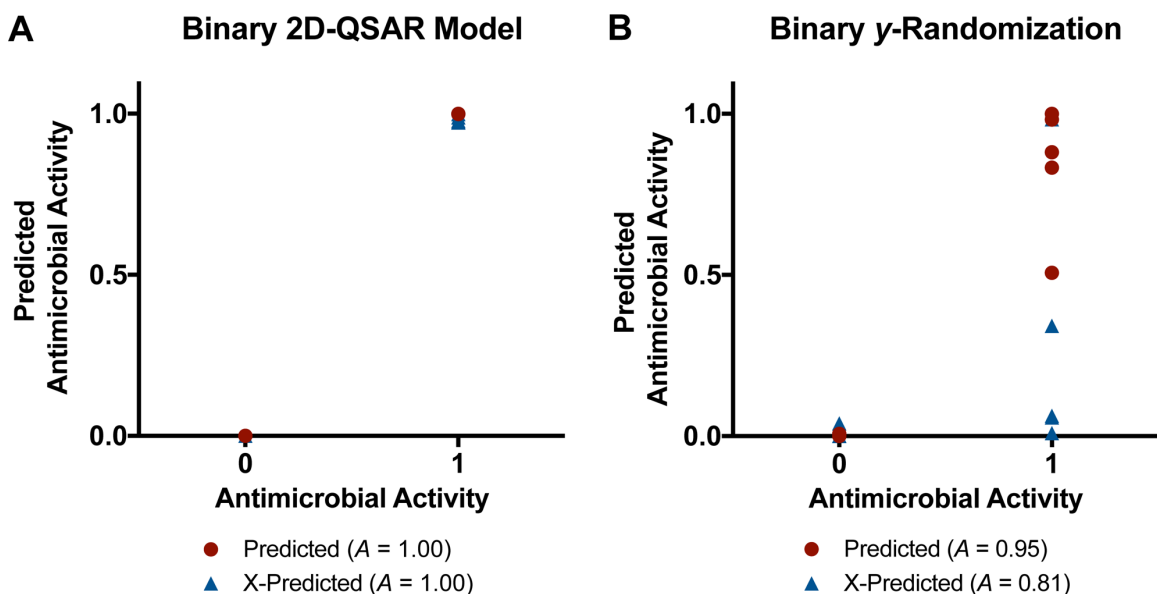 A
Binary 2D-QSAR Model
Predicted
Antimicrobial Activity
1.0
0.5
0.0
0
1
Antimicrobial Activity
Predicted (A = 1.00)
X-Predicted (A = 1.00)
B
Binary y-Randomization
Predicted
Antimicrobial Activity
1.0
0.5
0.0
0
1
Antimicrobial Activity
Predicted (A = 0.95)
X-Predicted (A = 0.81)